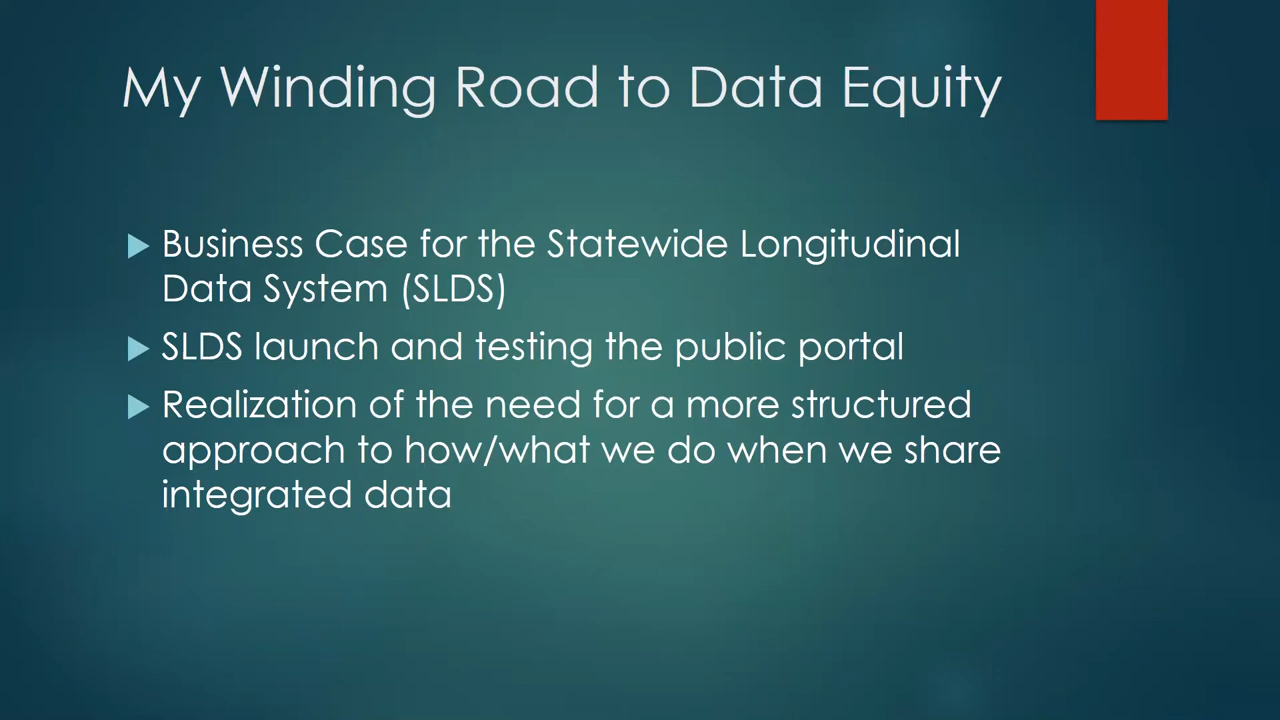 My Winding Road to Data Equity
Business Case for the Statewide Longitudinal
Data System (SLDS)
SLDS launch and testing the public portal
Realization of the need for a more structured
approach to how/what we do when we share
integrated data